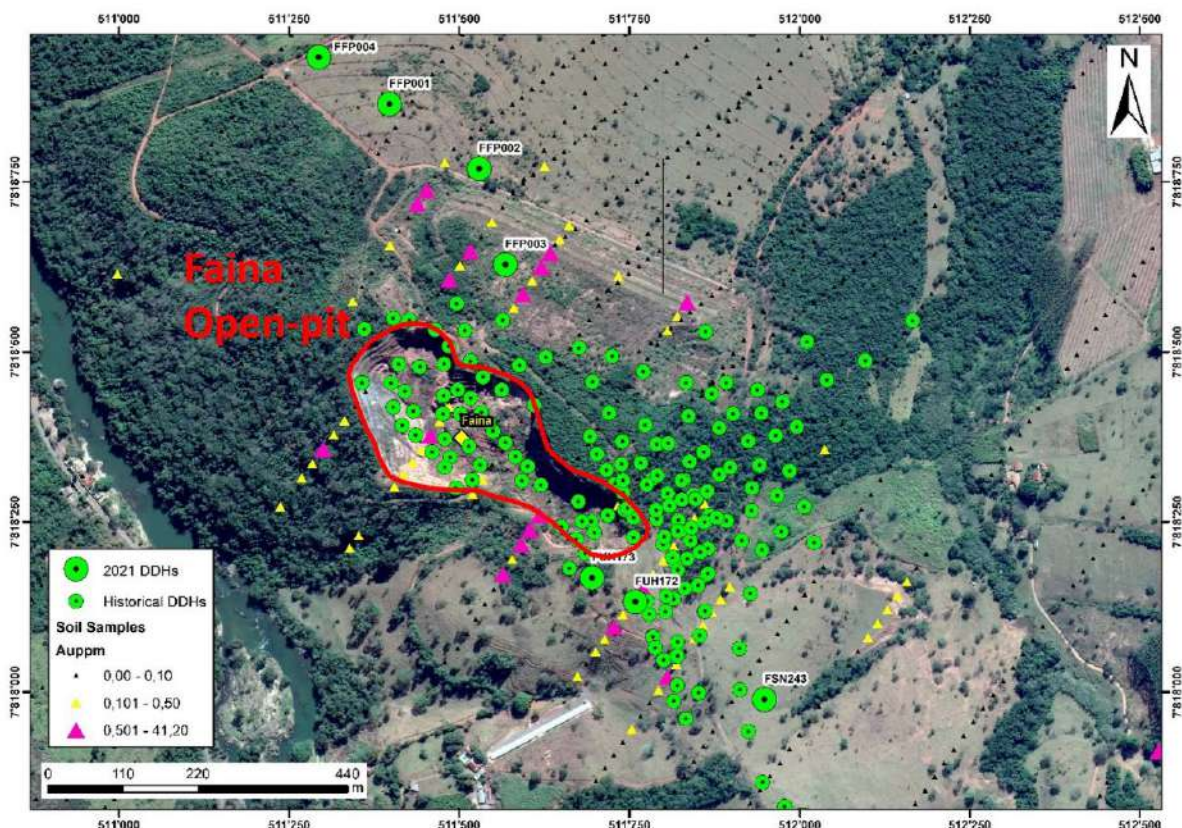 511'000 511'250 511'500 511'750 512'000 512'250 512'500
FFP004
N
FFP001
FFP002
7'818'750
7'818'750
FFP003
Faina
Open-pit
7'818'500
7'818'500
Faina
7'818'250
7'818'250
FUH173
2021 DDHs
FUH172
Historical DDHs
Soil Samples
Auppm
FSN243
0,00 - 0,10
7'818'000
7'818'000
0,101 - 0,50
0,501 - 41,20
0 110 220 440
m
511'000 511'250 511'500 511'750 512'000 512'250 512'500